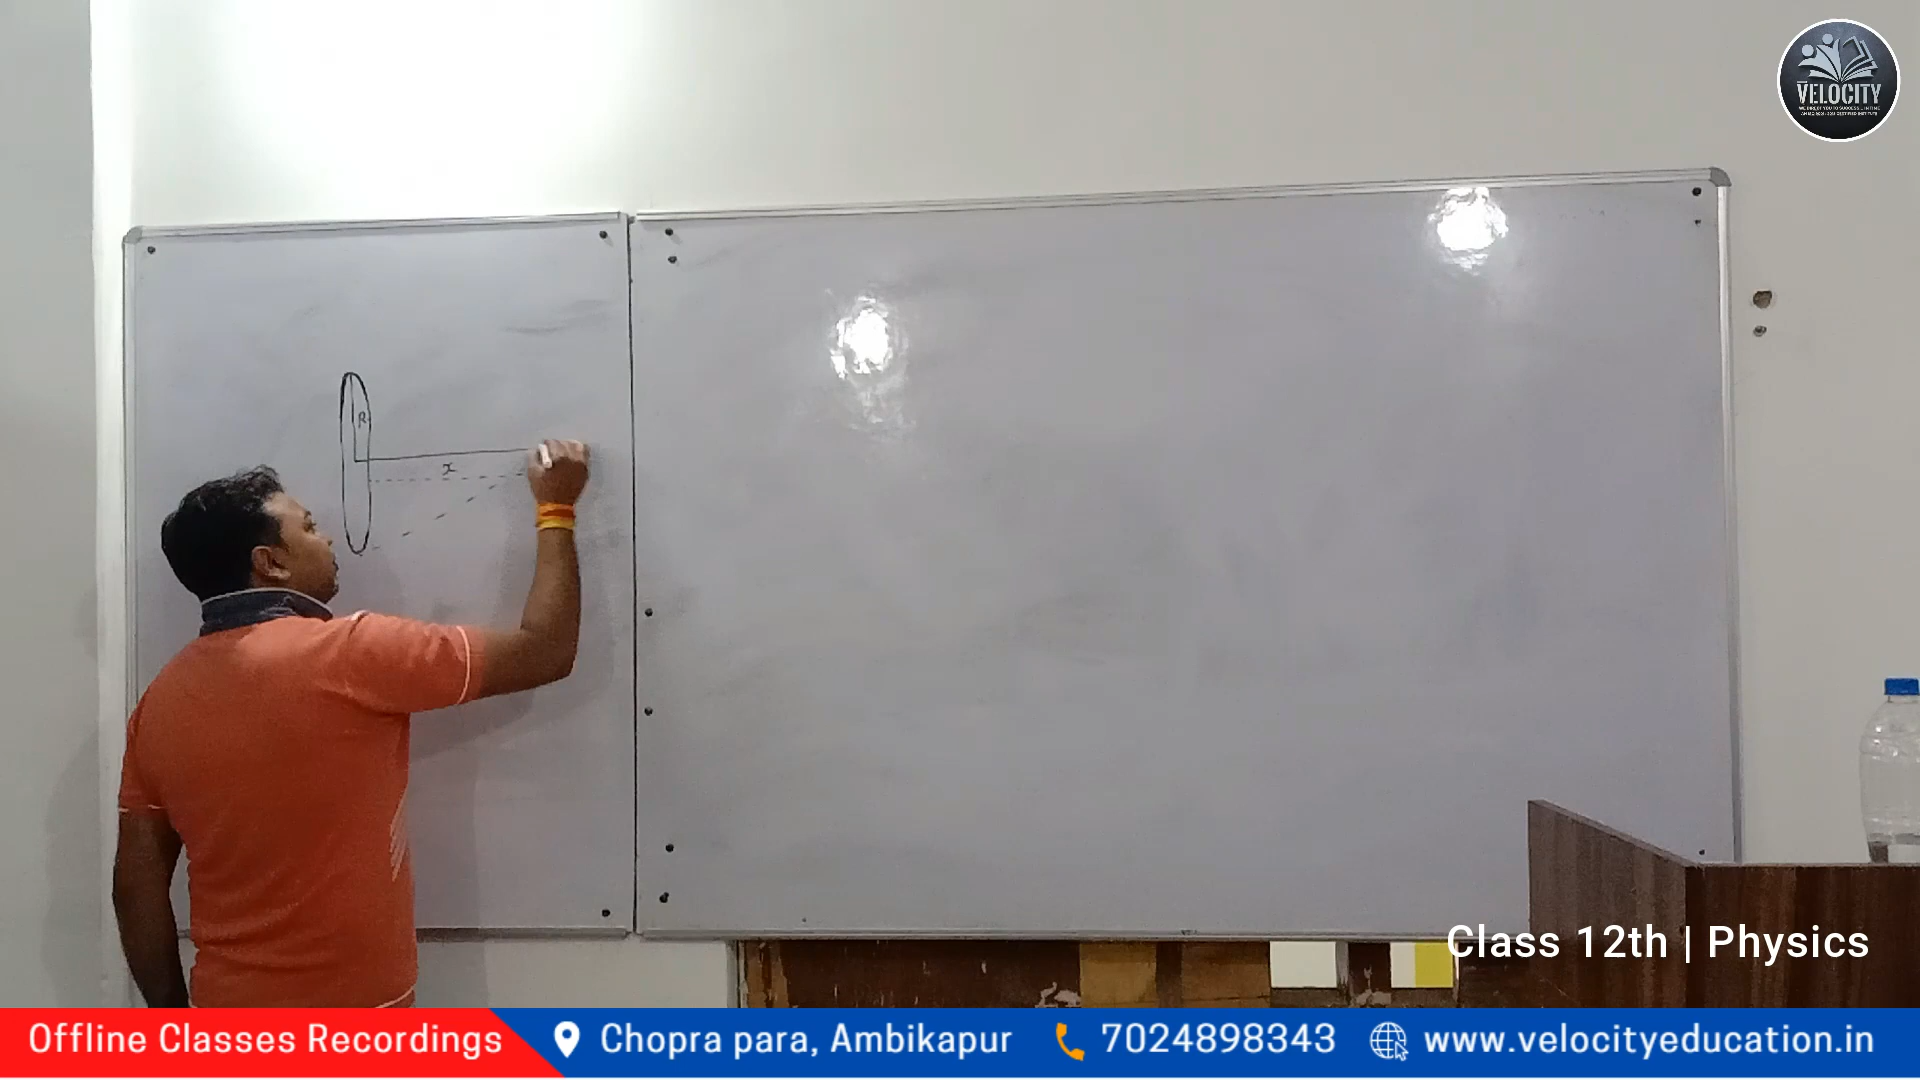 VELOCITY
R
x
Class 12th | Physics
Offline Classes Recordings
Chopra para, Ambikapur
7024898343
www.velocityeducation.in